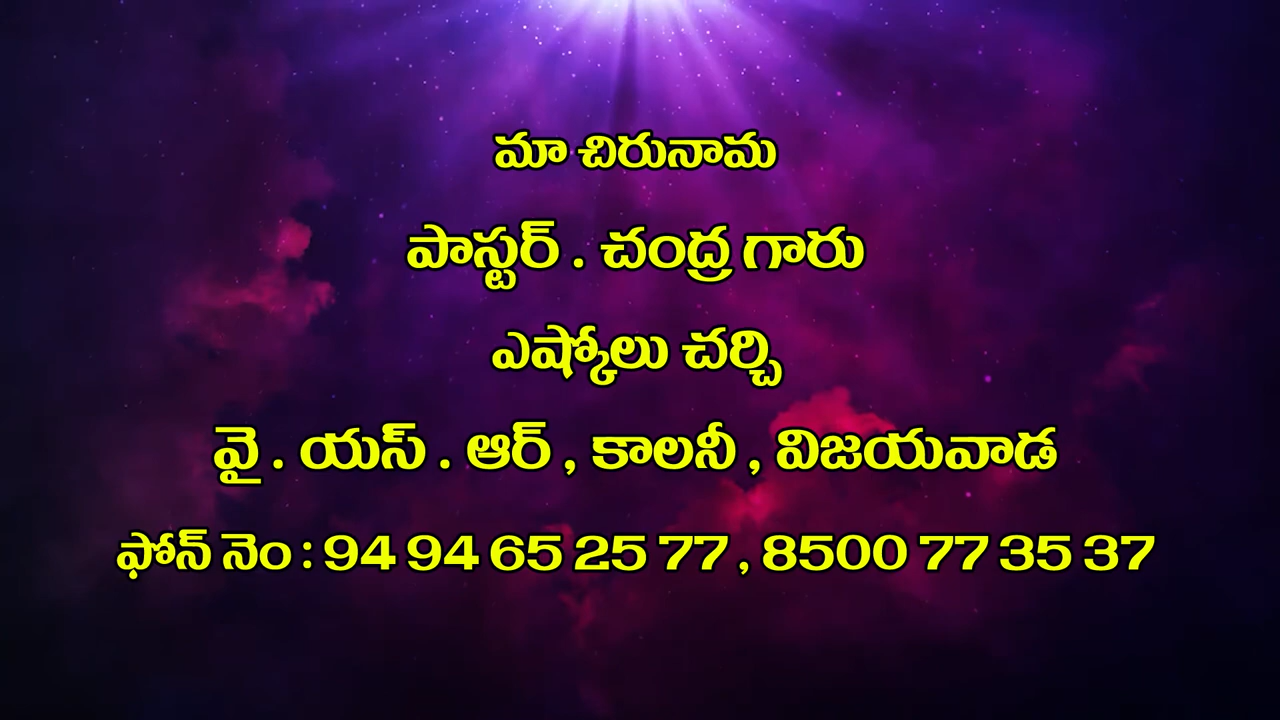 మా చిరునామ
పాస్టర్ . చంద్ర గారు
ఎష్కోలు చర్చి
వై . యస్ . ఆర్ , కాలనీ , విజయవాడ
ఫోన్ నెం : 94 94 65 25 77 , 8500 77 35 37